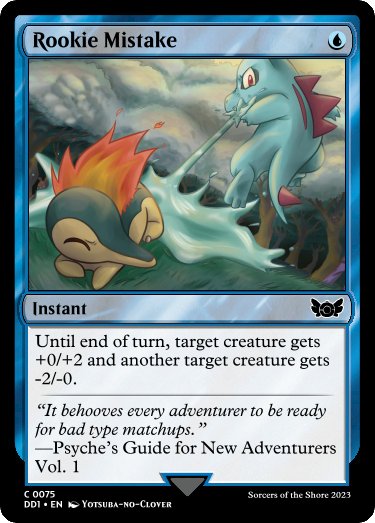 Rookie Mistake
Instant
Until end of turn, target creature gets
+0/+2 and another target creature gets
-2/-0.
“It behooves every adventurer to be ready
for bad type matchups.”
—Psyche's Guide for New Adventurers
Vol. 1
C 0075
DD1 • EN Yotsuba-no-Clover
Sorcers of the Shore 2023